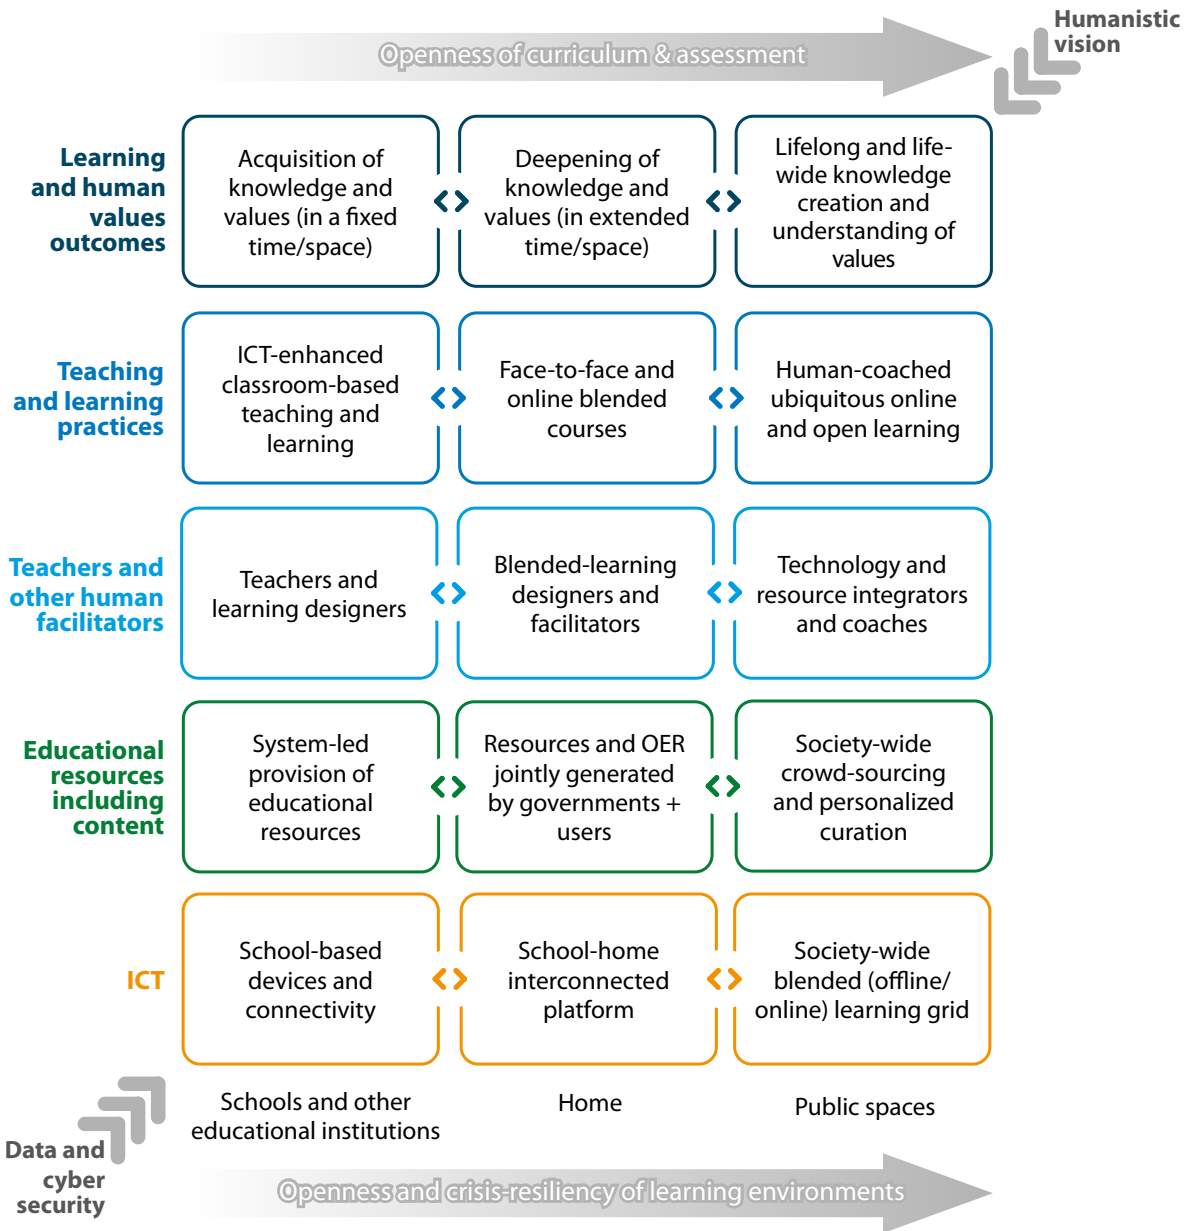 Openness of curriculum & assessment
Humanistic
vision
Learning
and human
values
outcomes
Acquisition of
knowledge and
values (in a fixed
time/space)
Deepening of
knowledge and
values (in extended
time/space)
Lifelong and life-
wide knowledge
creation and
understanding of
values
Teaching
and learning
practices
ICT-enhanced
classroom-based
teaching and
learning
Face-to-face and
online blended
courses
Human-coached
ubiquitous online
and open learning
Teachers and
other human
facilitators
Teachers and
learning designers
Blended-learning
designers and
facilitators
Technology and
resource integrators
and coaches
Educational
resources
including
content
System-led
provision of
educational
resources
Resources and OER
jointly generated
by governments +
users
Society-wide
crowd-sourcing
and personalized
curation
ICT
School-based
devices and
connectivity
School-home
interconnected
platform
Society-wide
blended (offline/
online) learning grid
Schools and other
educational institutions
Home
Public spaces
Data and
cyber
security
Openness and crisis-resiliency of learning environments